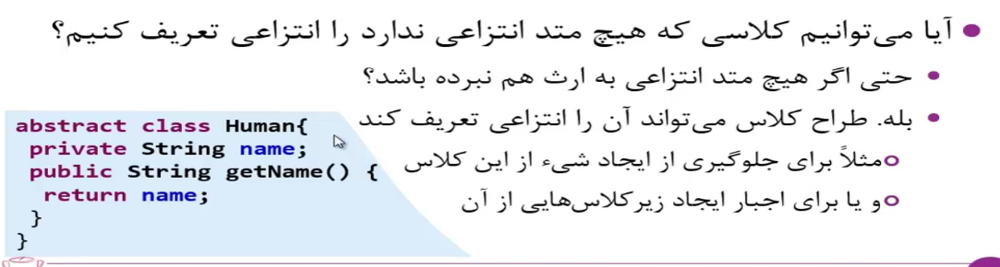 آیا می‌توانیم کلاسی که هیچ متد انتزاعی ندارد را انتزاعی تعریف کنیم؟
حتی اگر هیچ متد انتزاعی به ارث هم نبرده باشد؟
بله. طراح کلاس می‌تواند آن را انتزاعی تعریف کند
مثلاً برای جلوگیری از ایجاد شیء از این کلاس
و یا برای اجبار ایجاد زیرکلاس‌هایی از آن
abstract class Human{
private String name;
public String getName() {
return name;
}
}